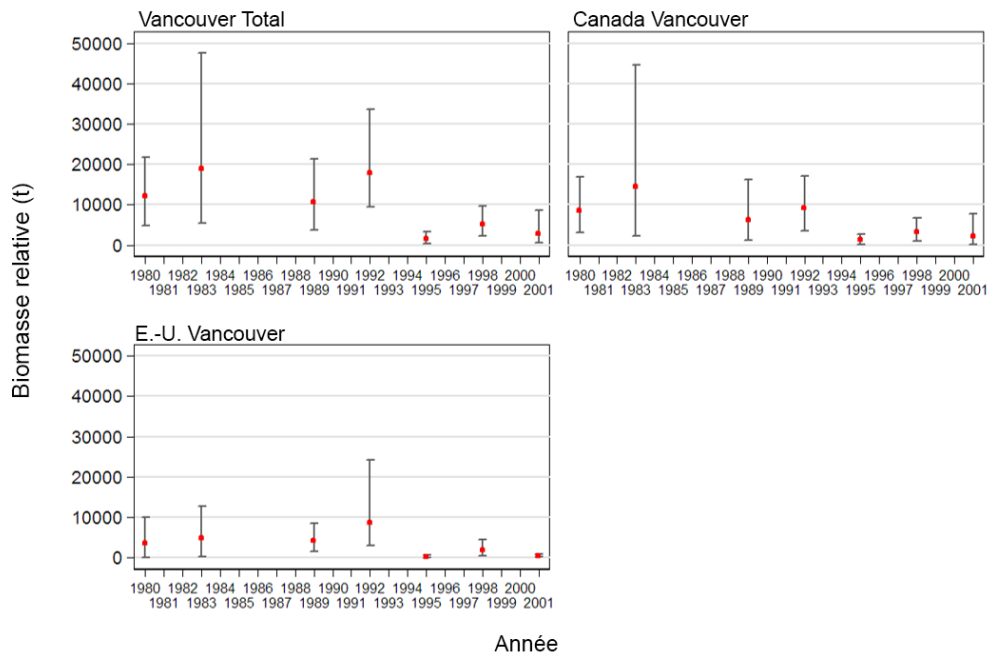 Vancouver Total
Canada Vancouver
50000
40000
30000
20000
10000
0
1980 1982 1984 1986 1988 1990 1992 1994 1996 1998 2000
1981 1983 1985 1987 1989 1991 1993 1995 1997 1999 2001
1980 1982 1984 1986 1988 1990 1992 1994 1996 1998 2000
1981 1983 1985 1987 1989 1991 1993 1995 1997 1999 2001
Biomasse relative (t)
E.-U. Vancouver
50000
40000
30000
20000
10000
0
1980 1982 1984 1986 1988 1990 1992 1994 1996 1998 2000
1981 1983 1985 1987 1989 1991 1993 1995 1997 1999 2001
Année